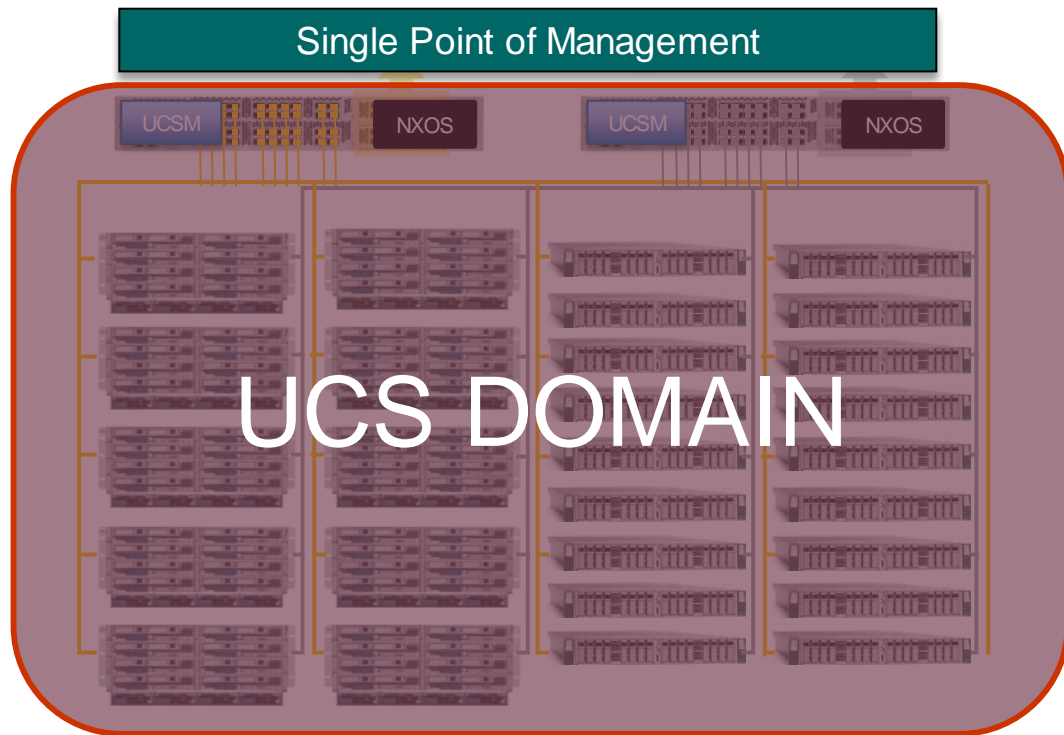 Single Point of Management
UCSM
NXOS
UCSM
NXOS
UCS DOMAIN